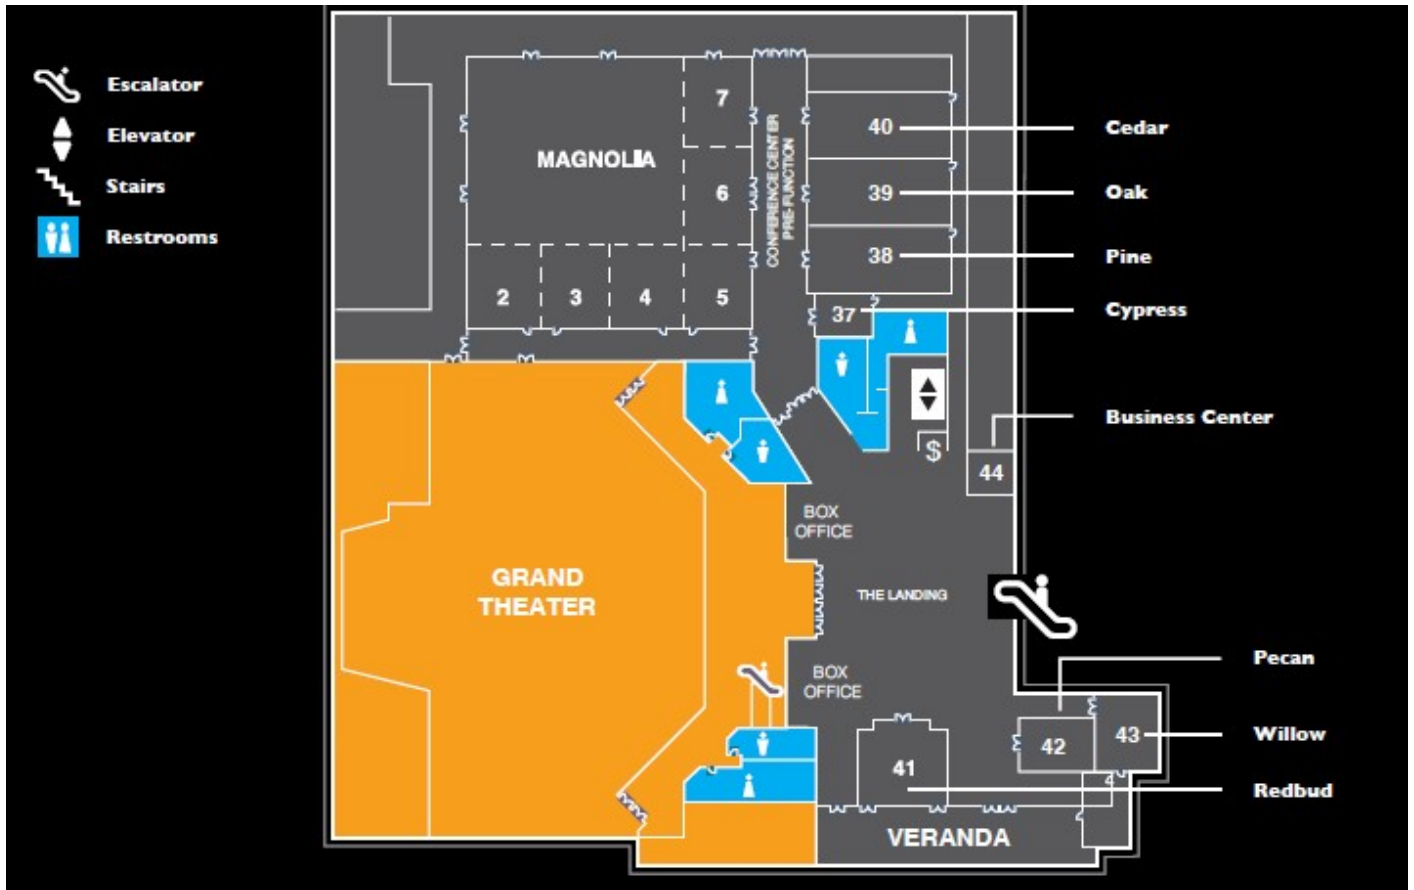 Escalator
Elevator
Stairs
Restrooms
MAGNOLIA
7
6
2
3
4
5
CONFERENCE CENTER
PRE-FUNCTION
40
Cedar
39
Oak
38
Pine
37
Cypress
Business Center
$
44
BOX
OFFICE
GRAND
THEATER
THE LANDING
BOX
OFFICE
Pecan
42
43
Willow
41
Redbud
VERANDA